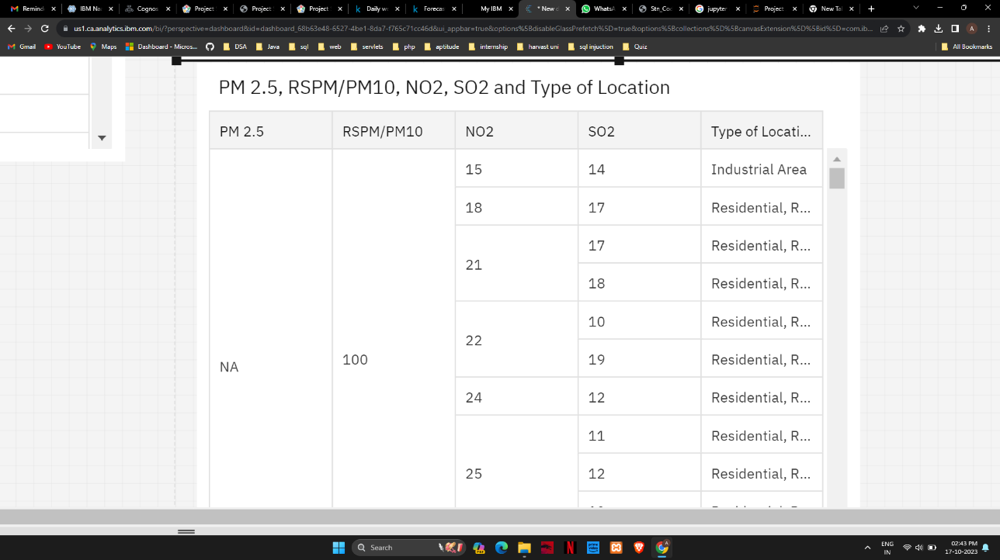 Remind
IBM Na
Cognos
Project
Project
Project
Daily w
Forecas
My IBM
* New d
WhatsA
Stn_Co
jupyter
Project
New Ta
us1.ca.analytics.ibm.com/bi/?perspective=dashboard&id=dashboard_68b63e48-6527-4be1-8da7-f765c71cc46d&ui_appbar=true&options%5BdisableGlassPrefetch%5D=true&options%5Bcollections%5D%5BcanvasExtension%5D%5Bid%5D=com.ib...
Gmail YouTube Maps Dashboard - Micros... DSA Java sql web servlets php aptitude internship harvast uni sql injuction Quiz All Bookmarks
PM 2.5, RSPM/PM10, NO2, SO2 and Type of Location
PM 2.5 RSPM/PM10 NO2 SO2 Type of Locati...
15 14 Industrial Area
18 17 Residential, R...
21 17 Residential, R...
18 Residential, R...
22 10 Residential, R...
19 Residential, R...
NA 100
24 12 Residential, R...
25 11 Residential, R...
12 Residential, R...
Search
ENG
IN
02:43 PM
17-10-2023